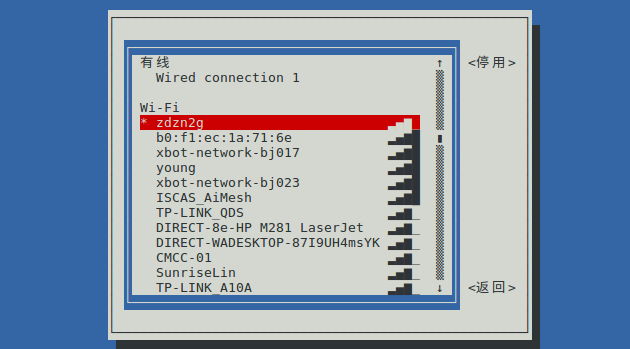 有线 <停用>
Wired connection 1
Wi-Fi
* zdzn2g
b0:f1:ec:1a:71:6e
xbot-network-bj017
young
xbot-network-bj023
ISCAS_AiMesh
TP-LINK_QDS
DIRECT-8e-HP M281 LaserJet
DIRECT-WADESKTOP-87I9UH4msYK
CMCC-01
SunriseLin
TP-LINK_A10A <返回>